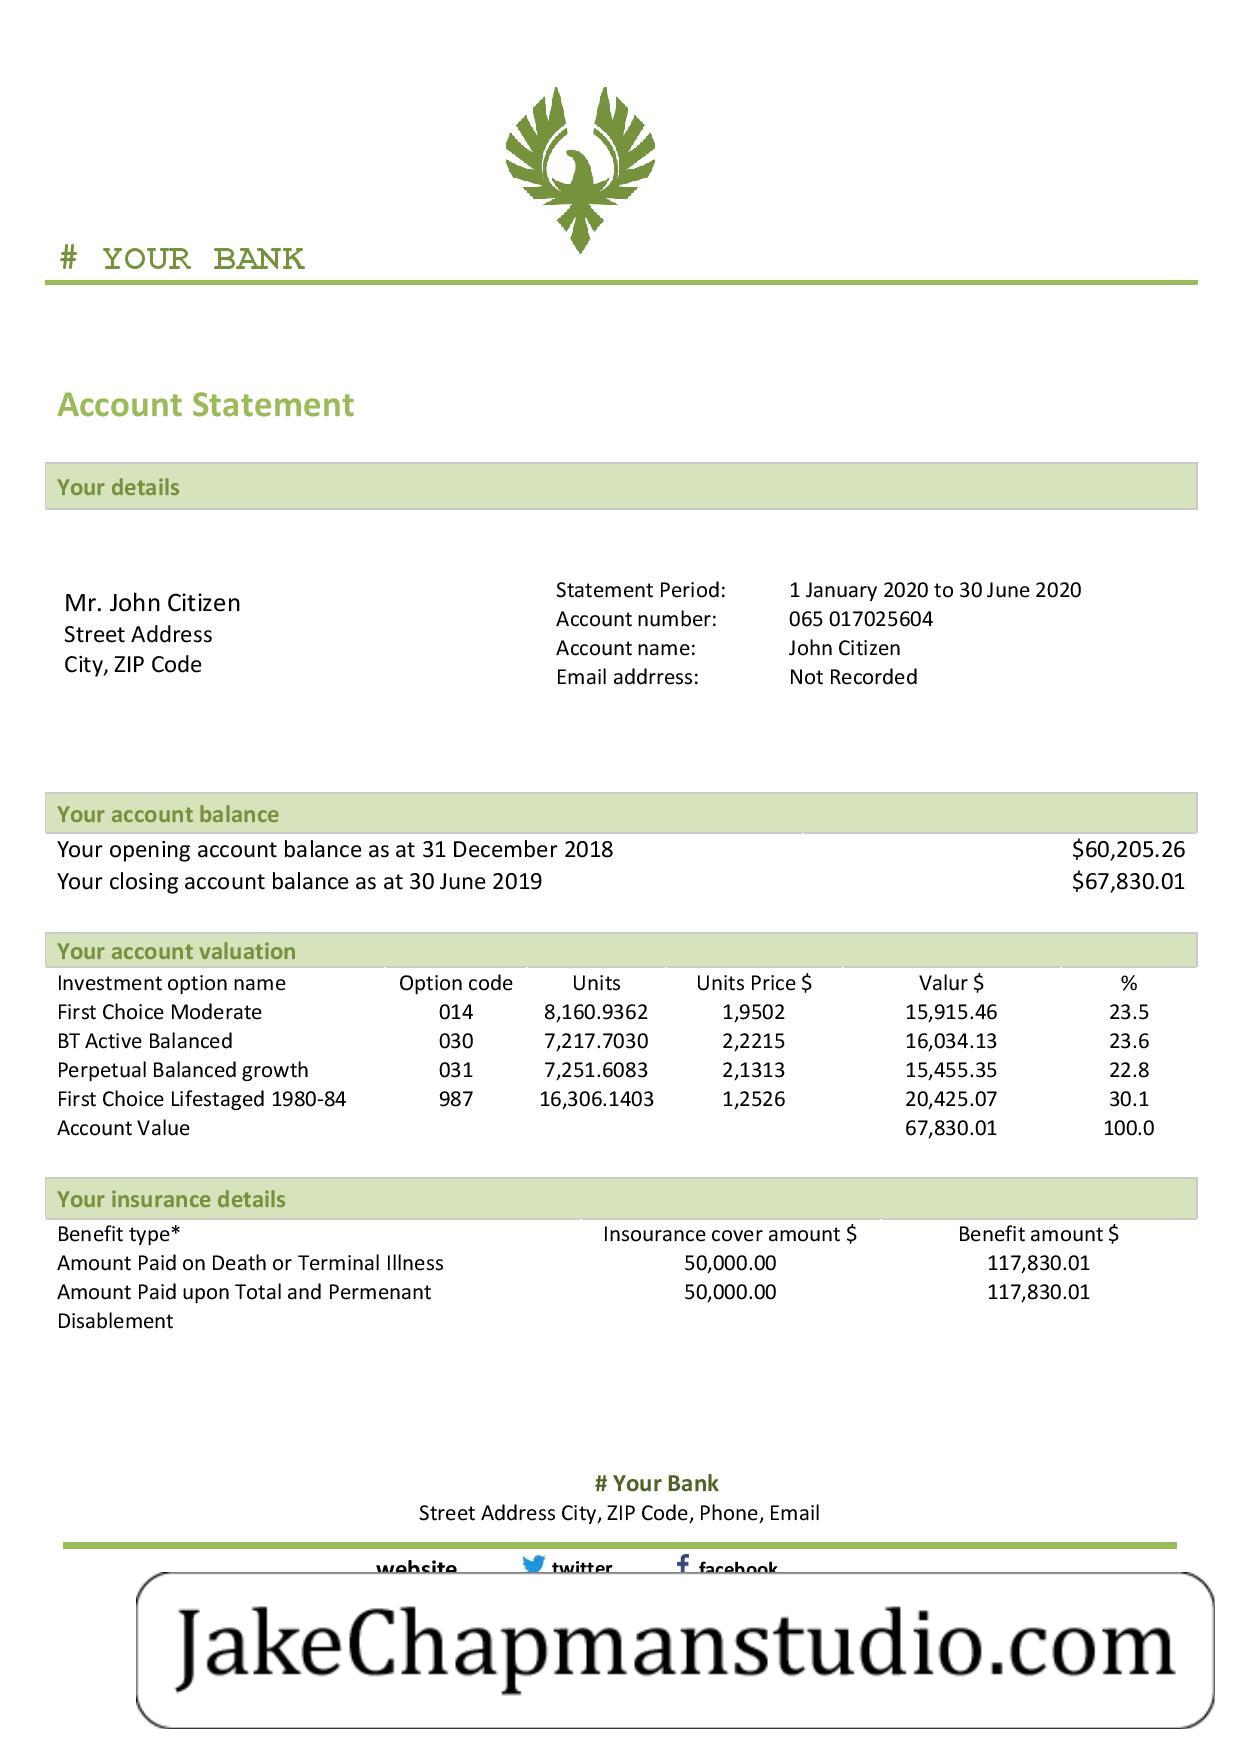 # YOUR BANK
Account Statement
Your details
Mr. John Citizen
Street Address
City, ZIP Code
Statement Period: 1 January 2020 to 30 June 2020
Account number: 065 017025604
Account name: John Citizen
Email addrress: Not Recorded
Your account balance
Your opening account balance as at 31 December 2018 $60,205.26
Your closing account balance as at 30 June 2019 $67,830.01
Your account valuation
Investment option name Option code Units Units Price $ Valur $ %
First Choice Moderate 014 8,160.9362 1,9502 15,915.46 23.5
BT Active Balanced 030 7,217.7030 2,2215 16,034.13 23.6
Perpetual Balanced growth 031 7,251.6083 2,1313 15,455.35 22.8
First Choice Lifestaged 1980-84 987 16,306.1403 1,2526 20,425.07 30.1
Account Value 67,830.01 100.0
Your insurance details
Benefit type* Insourance cover amount $ Benefit amount $
Amount Paid on Death or Terminal Illness 50,000.00 117,830.01
Amount Paid upon Total and Permenant 50,000.00 117,830.01
Disablement
# Your Bank
Street Address City, ZIP Code, Phone, Email
website twitter facebook
JakeChapmanstudio.com